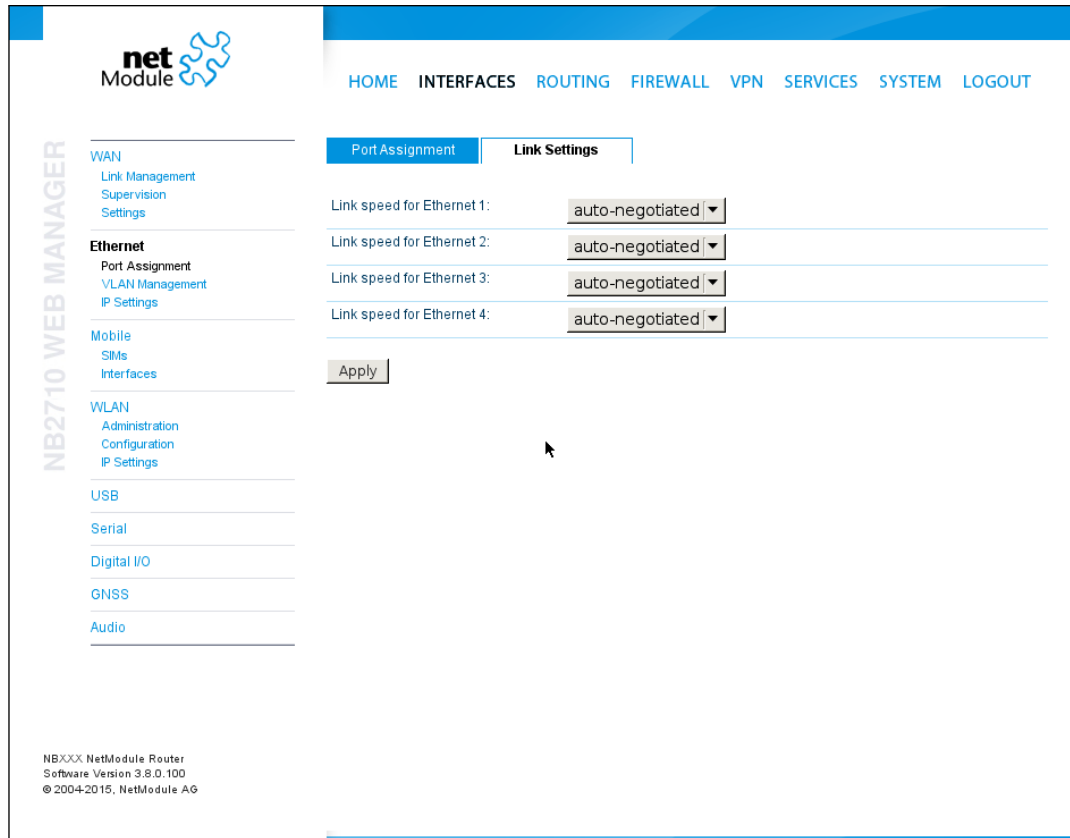 net
Module
HOME INTERFACES ROUTING FIREWALL VPN SERVICES SYSTEM LOGOUT
NB2710 WEB MANAGER
WAN
Link Management
Supervision
Settings
Ethernet
Port Assignment
VLAN Management
IP Settings
Mobile
SIMs
Interfaces
WLAN
Administration
Configuration
IP Settings
USB
Serial
Digital I/O
GNSS
Audio
Port Assignment Link Settings
Link speed for Ethernet 1: auto-negotiated
Link speed for Ethernet 2: auto-negotiated
Link speed for Ethernet 3: auto-negotiated
Link speed for Ethernet 4: auto-negotiated
Apply
NBXXX NetModule Router
Software Version 3.8.0.100
© 2004-2015, NetModule AG